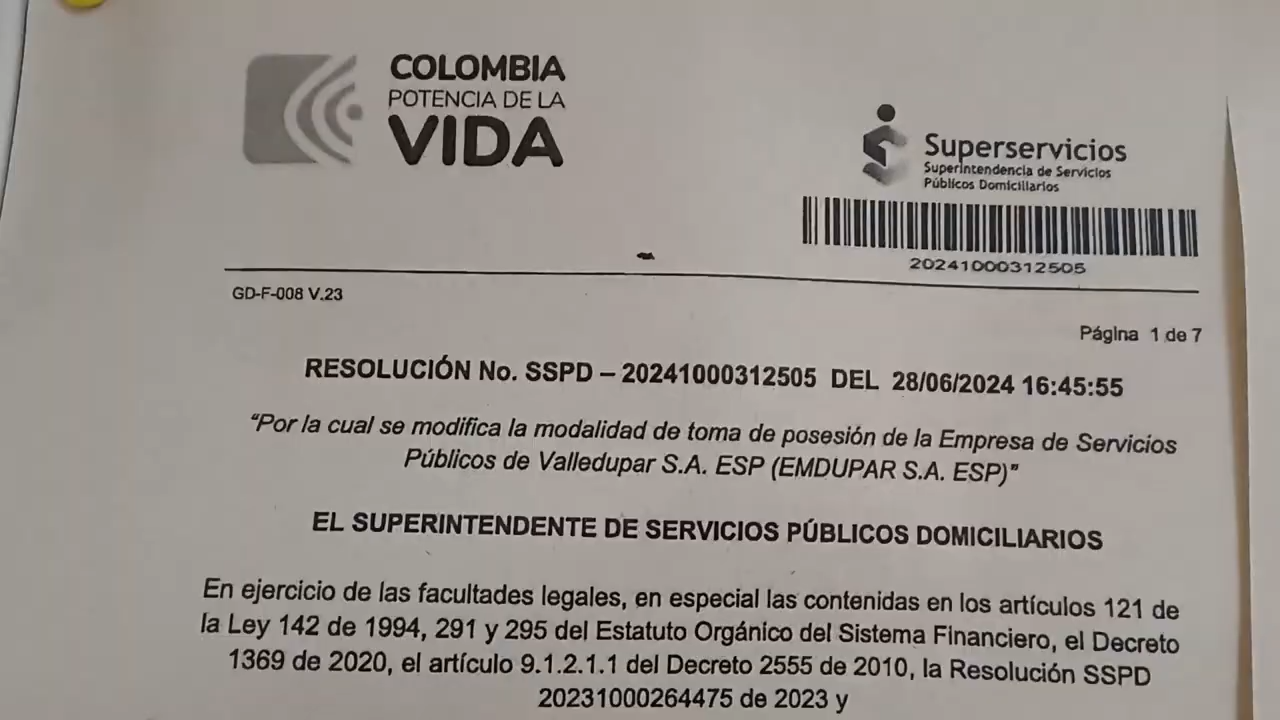 COLOMBIA
POTENCIA DE LA
VIDA
Superservicios
Superintendencia de Servicios
Públicos Domiciliarios
20241000312505
GD-F-008 V.23
Página 1 de 7
RESOLUCIÓN No. SSPD – 20241000312505 DEL 28/06/2024 16:45:55
“Por la cual se modifica la modalidad de toma de posesión de la Empresa de Servicios
Públicos de Valledupar S.A. ESP (EMDUPAR S.A. ESP)”
EL SUPERINTENDENTE DE SERVICIOS PÚBLICOS DOMICILIARIOS
En ejercicio de las facultades legales, en especial las contenidas en los artículos 121 de
la Ley 142 de 1994, 291 y 295 del Estatuto Orgánico del Sistema Financiero, el Decreto
1369 de 2020, el artículo 9.1.2.1.1 del Decreto 2555 de 2010, la Resolución SSPD
20231000264475 de 2023 y